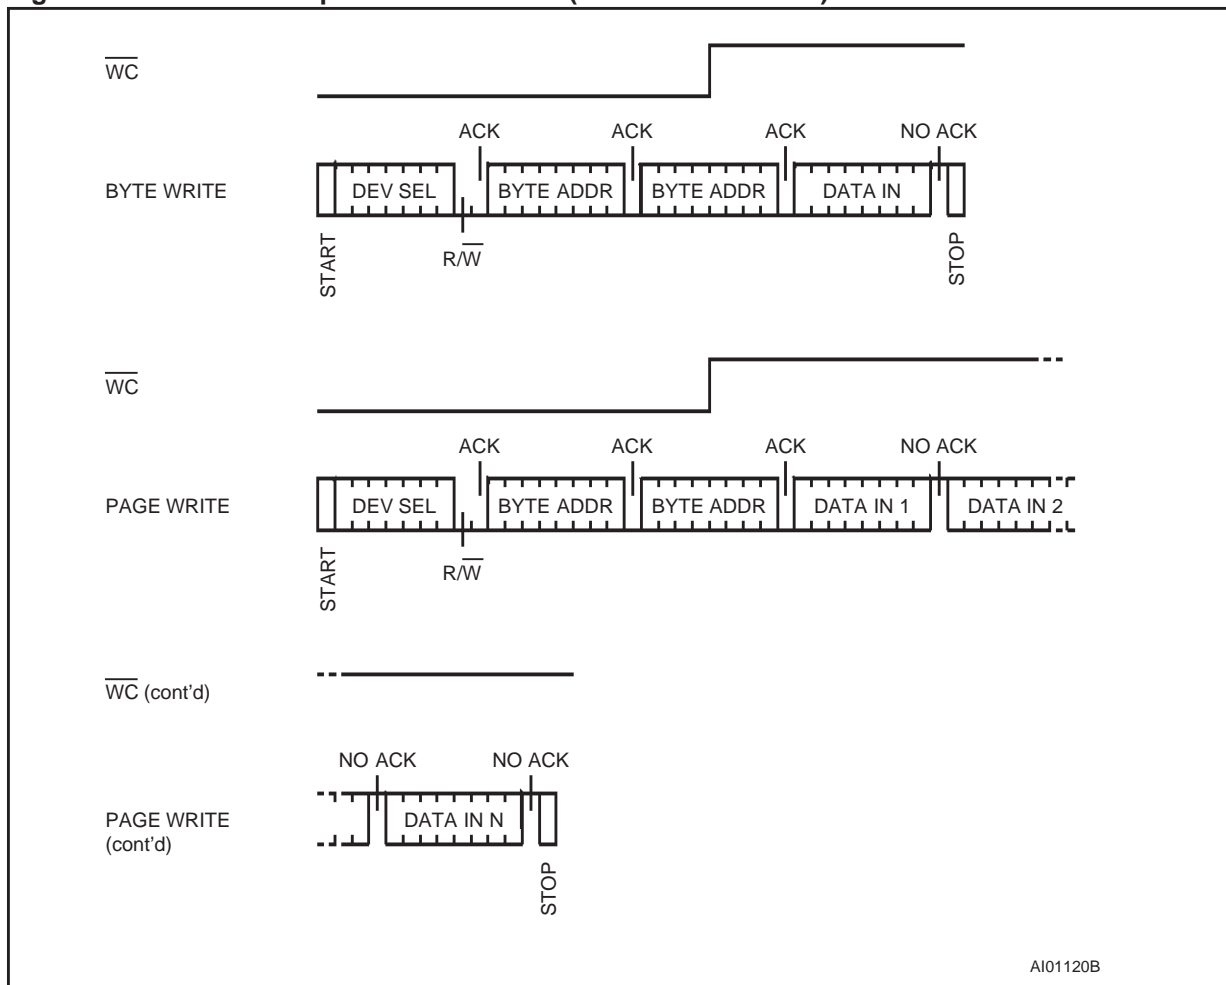 WC
ACK ACK ACK NO ACK
BYTE WRITE DEV SEL BYTE ADDR BYTE ADDR DATA IN
START R/W STOP
WC
ACK ACK ACK NO ACK
PAGE WRITE DEV SEL BYTE ADDR BYTE ADDR DATA IN 1 DATA IN 2
START R/W
WC (cont'd)
NO ACK NO ACK
PAGE WRITE DATA IN N
(cont'd)
STOP
AI01120B